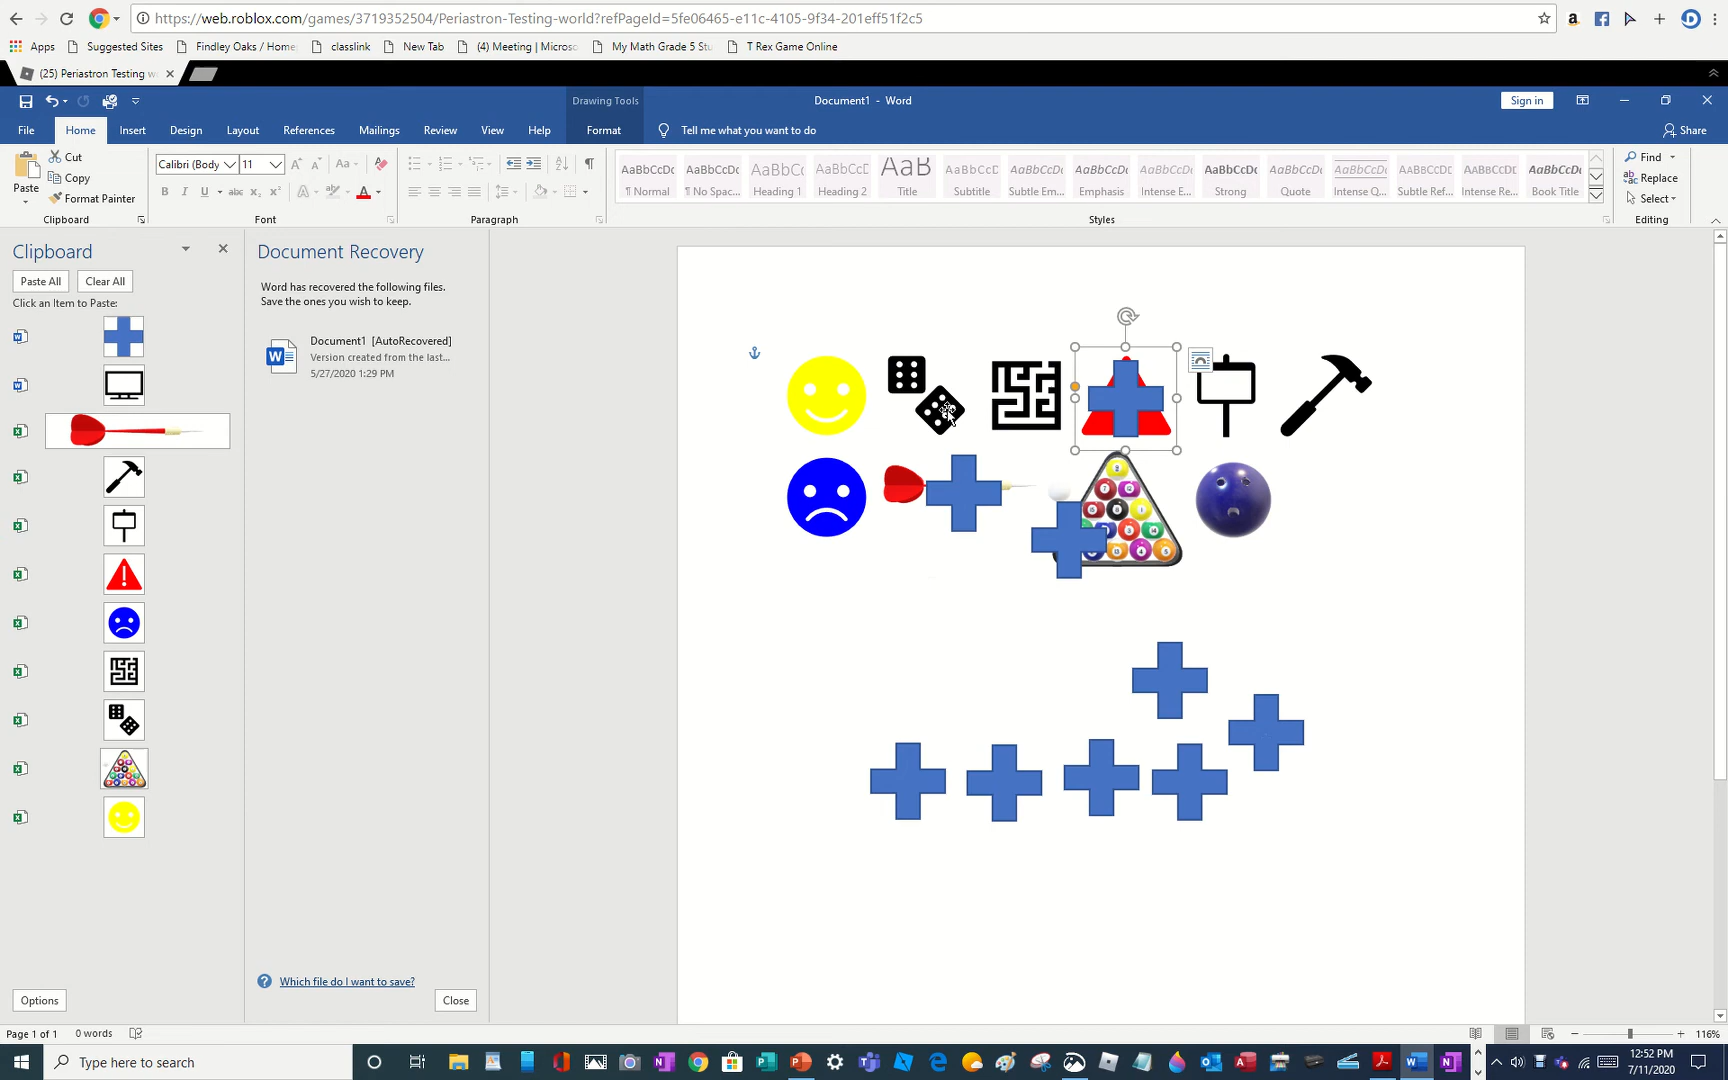 https://web.roblox.com/games/3719352504/Periastron-Testing-world?refPageId=5fe06465-e11c-4105-9f34-201eff51f2c5
Apps Suggested Sites Findley Oaks / Home classlink New Tab (4) Meeting | Microso My Math Grade 5 Stu T Rex Game Online
(25) Periastron Testing w
Drawing Tools Document1 - Word Sign in
File Home Insert Design Layout References Mailings Review View Help Format Tell me what you want to do Share
Paste Cut Copy Format Painter
Calibri (Body 11
AaBbCcDc AaBbCcDc AaBbCc AaBbCcC AaB AaBbCcD AaBbCcDc AaBbCcDc AaBbCcDc AaBbCcDc AaBbCcDc AaBbCcDc AaBbCcDD AaBbCcDc AaBbCcDc
¶ Normal ¶ No Spac... Heading 1 Heading 2 Title Subtitle Subtle Em... Emphasis Intense E... Strong Quote Intense Q... Subtle Ref... Intense Re... Book Title
Find Replace Select
Clipboard Font Paragraph Styles Editing
Clipboard
Paste All Clear All
Click an Item to Paste:
Options
Document Recovery
Word has recovered the following files.
Save the ones you wish to keep.
Document1 [AutoRecovered]
Version created from the last...
5/27/2020 1:29 PM
Which file do I want to save?
Close
Page 1 of 1 0 words 116%
Type here to search
12:52 PM
7/11/2020